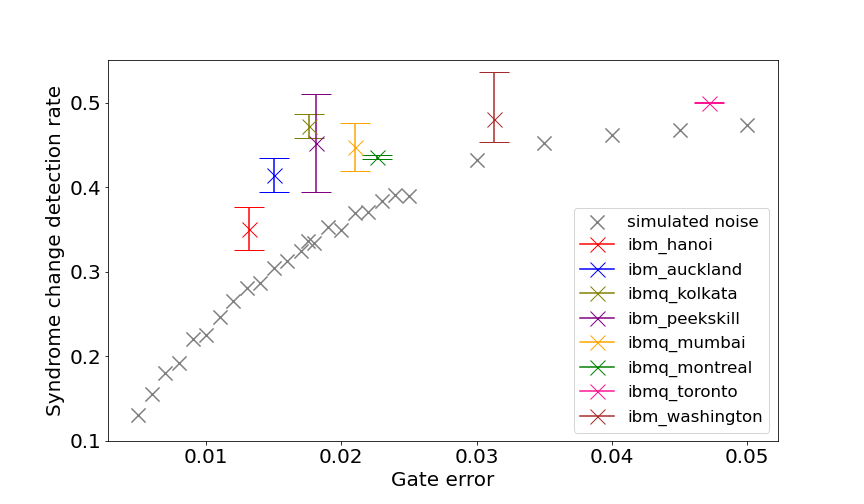 Syndrome change detection rate
0.5
0.4
0.3
0.2
0.1
0.01 0.02 0.03 0.04 0.05
Gate error
simulated noise
ibm_hanoi
ibm_auckland
ibmq_kolkata
ibm_peekskill
ibmq_mumbai
ibmq_montreal
ibmq_toronto
ibm_washington